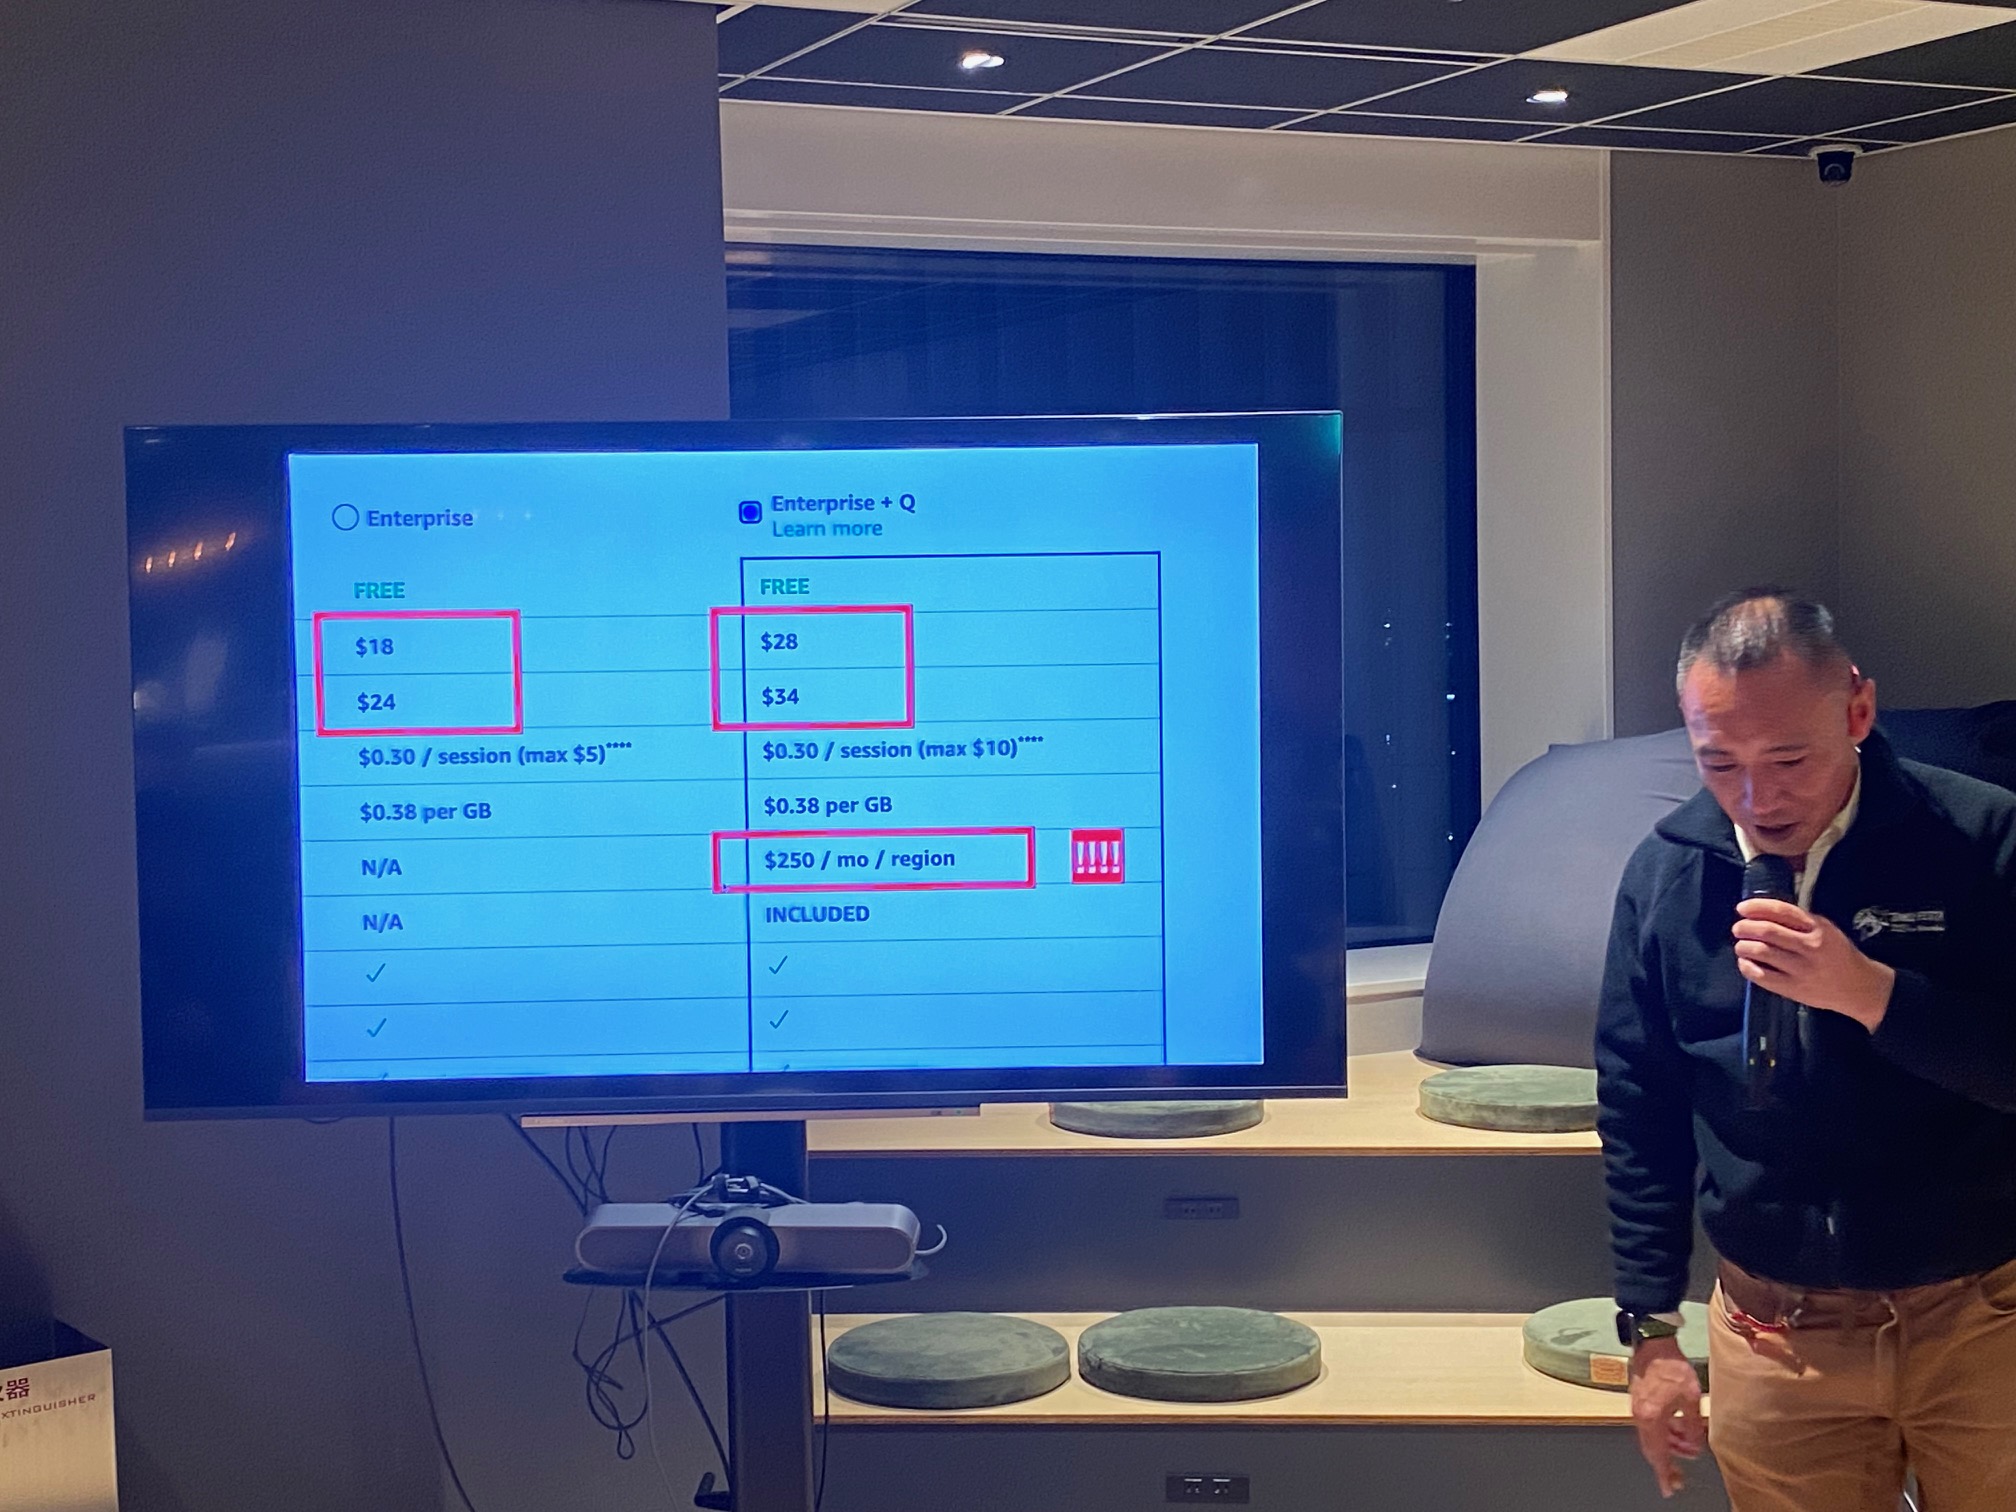 Enterprise
FREE
$18
$24
$0.30 / session (max $5)****
$0.38 per GB
N/A
N/A
Enterprise + Q
Learn more
FREE
$28
$34
$0.30 / session (max $10)****
$0.38 per GB
$250 / mo / region
!!!!
INCLUDED
器
XTINGUISHER